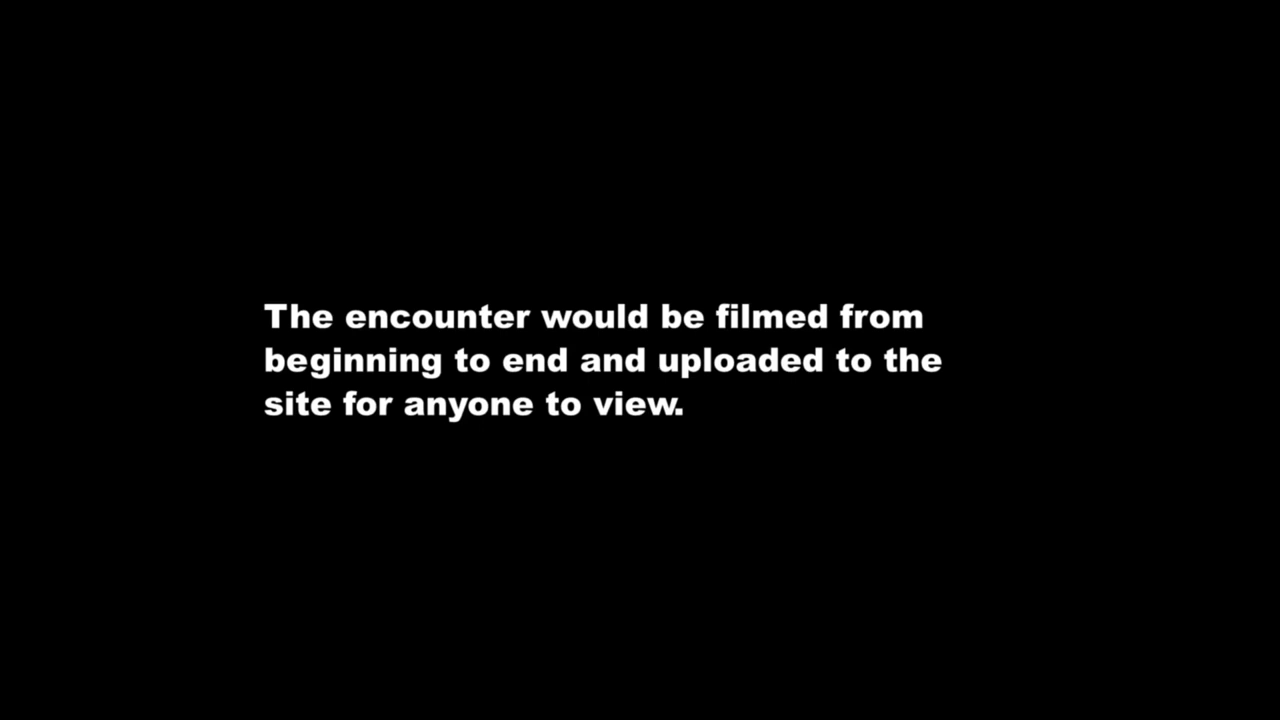 The encounter would be filmed from
beginning to end and uploaded to the
site for anyone to view.